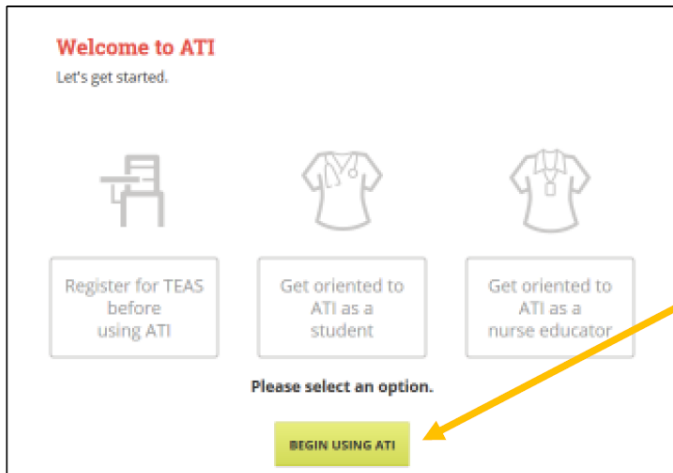 Welcome to ATI
Let's get started.
Register for TEAS
before
using ATI
Get oriented to
ATI as a
student
Get oriented to
ATI as a
nurse educator
Please select an option.
BEGIN USING ATI